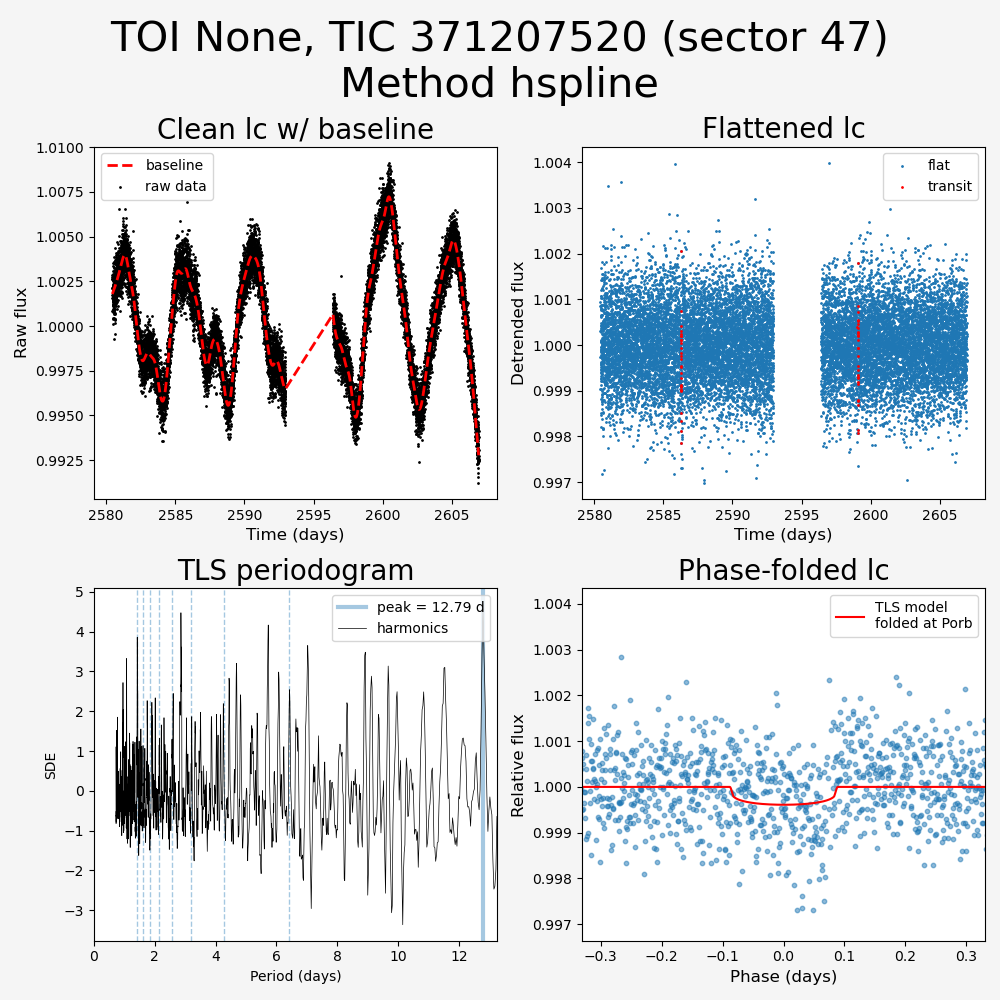 TOI None, TIC 371207520 (sector 47)
Method hspline
Clean lc w/ baseline
Raw flux
1.0100
1.0075
1.0050
1.0025
1.0000
0.9975
0.9950
0.9925
baseline
raw data
2580
2585
2590
2595
2600
2605
Time (days)
Flattened lc
Detrended flux
1.004
1.003
1.002
1.001
1.000
0.999
0.998
0.997
flat
transit
2580
2585
2590
2595
2600
2605
Time (days)
TLS periodogram
SDE
5
4
3
2
1
0
−1
−2
−3
peak = 12.79 d
harmonics
0
2
4
6
8
10
12
Period (days)
Phase-folded lc
Relative flux
1.004
1.003
1.002
1.001
1.000
0.999
0.998
0.997
TLS model
folded at Porb
−0.3
−0.2
−0.1
0.0
0.1
0.2
0.3
Phase (days)